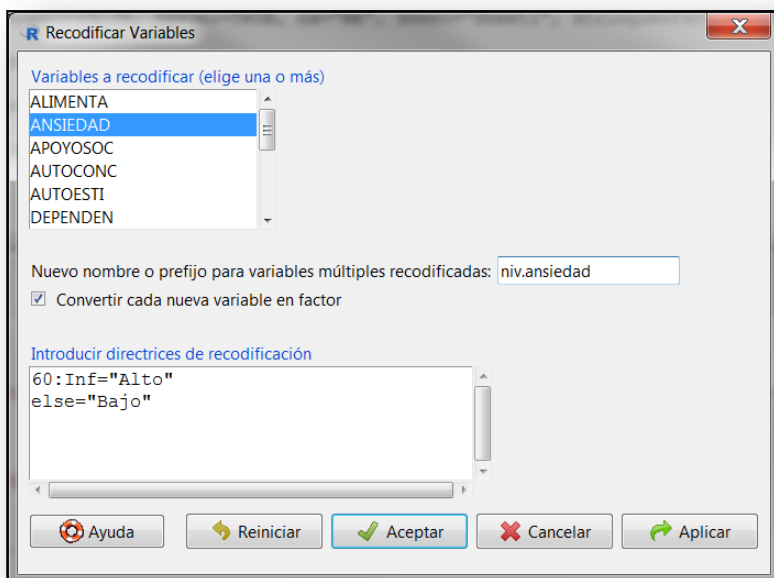 Recodificar Variables
Variables a recodificar (elige una o más)
ALIMENTA
ANSIEDAD
APOYOSOC
AUTOCONC
AUTOESTI
DEPENDEN
Nuevo nombre o prefijo para variables múltiples recodificadas: niv.ansiedad
Convertir cada nueva variable en factor
Introducir directrices de recodificación
60:Inf="Alto"
else="Bajo"
Ayuda Reiniciar Aceptar Cancelar Aplicar